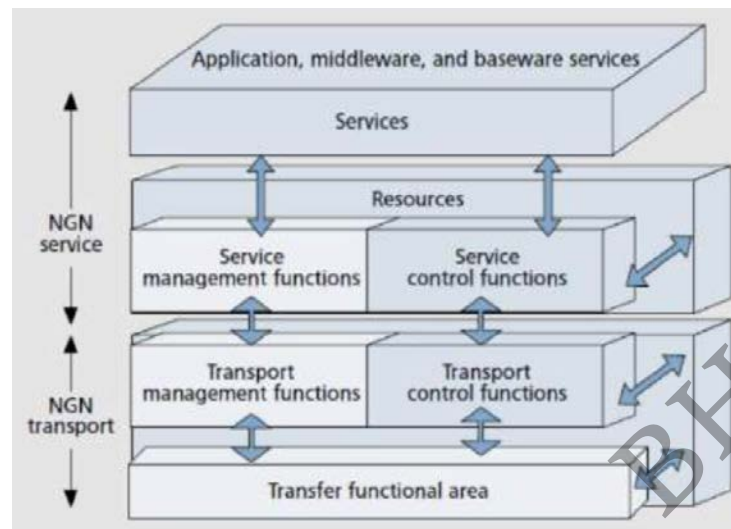 Application, middleware, and baseware services
Services
Resources
NGN
service
Service
management functions
Service
control functions
NGN
transport
Transport
management functions
Transport
control functions
Transfer functional area
BH